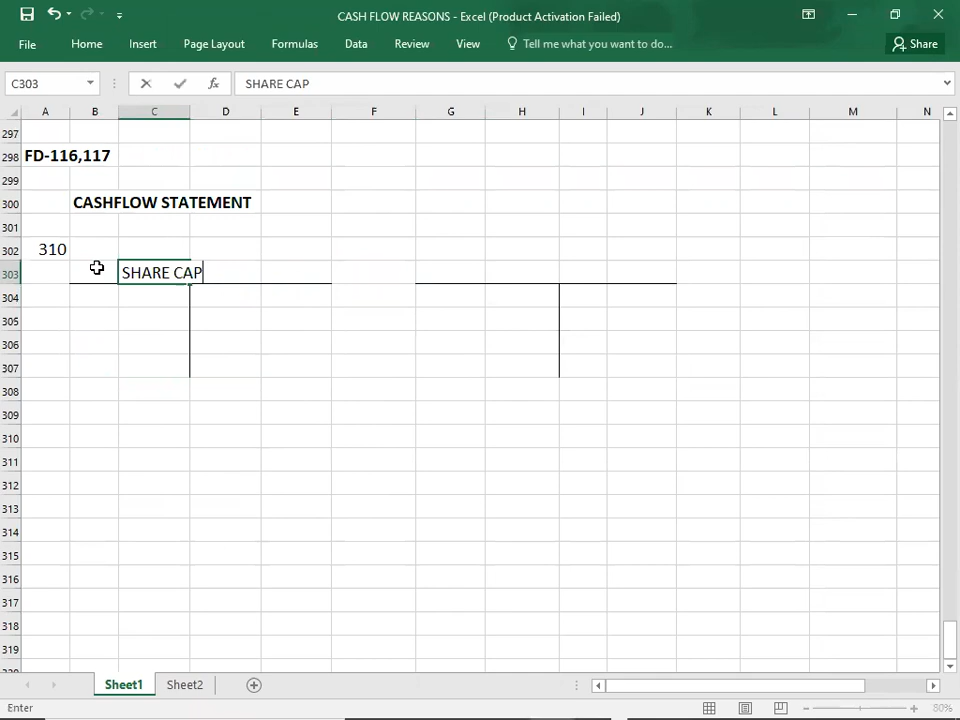 CASH FLOW REASONS - Excel (Product Activation Failed)
File Home Insert Page Layout Formulas Data Review View Tell me what you want to do... Share
C303 fx SHARE CAP
A B C D E F G H I J K L M N
297
298 FD-116,117
299
300 CASHFLOW STATEMENT
301
302 310
303 SHARE CAP
304
305
306
307
308
309
310
311
312
313
314
315
316
317
318
319
Sheet1 Sheet2
Enter 80%